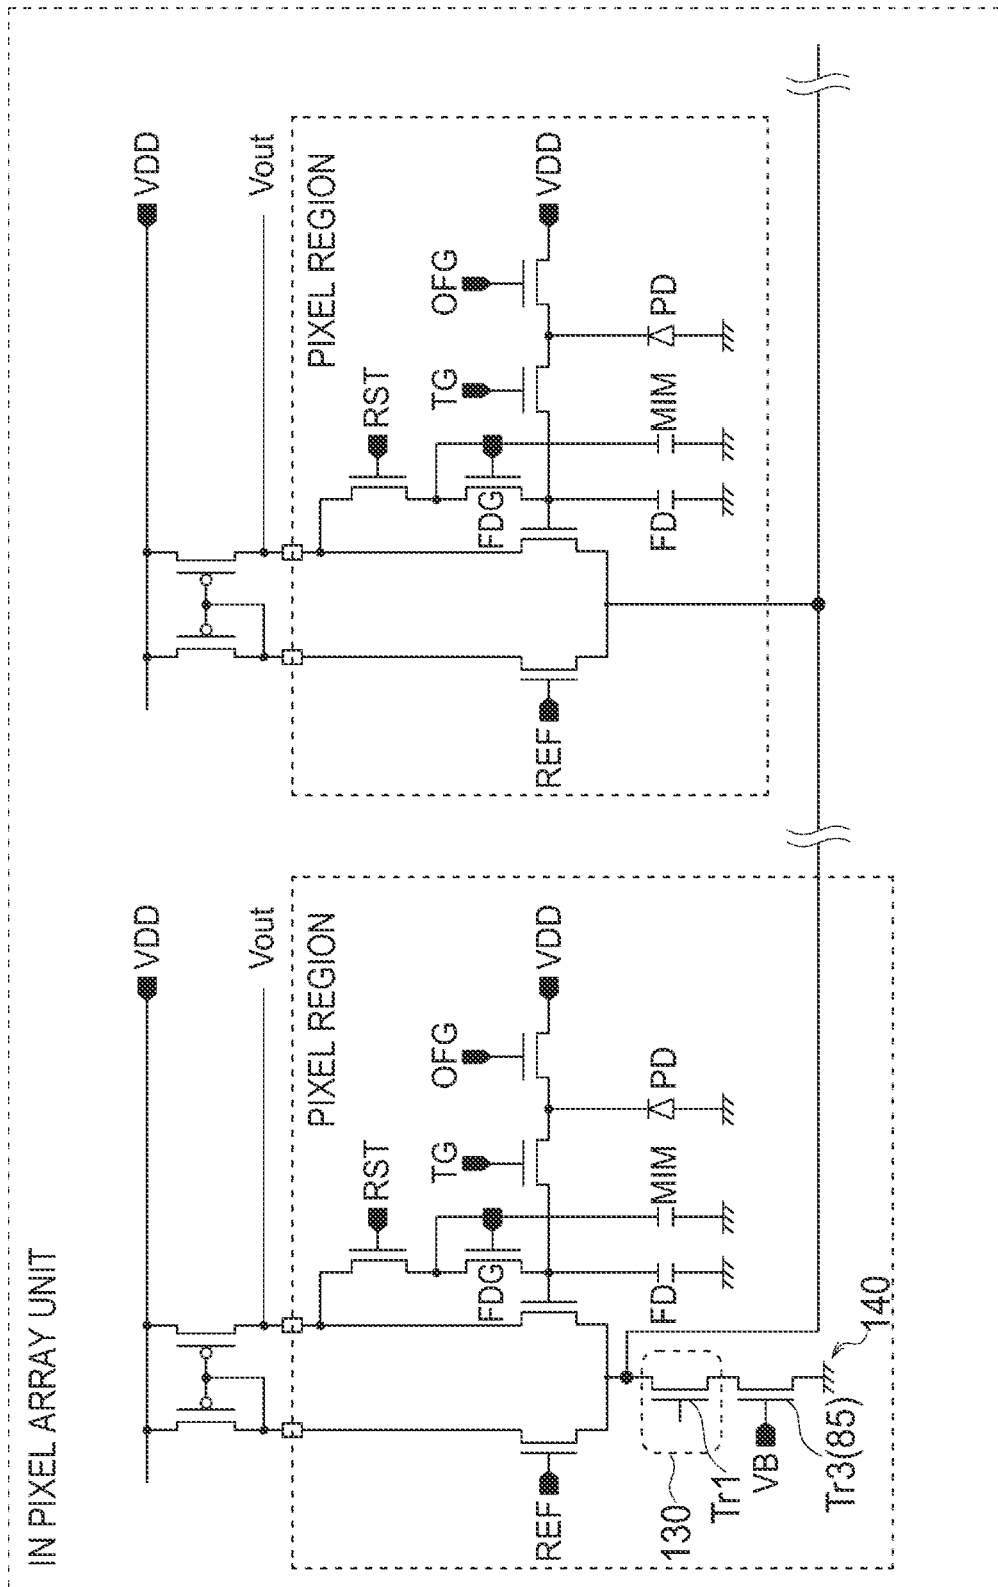 IN PIXEL ARRAY UNIT
VDD
Vout
PIXEL REGION
RST
TG
OFG
FDG
VDD
REF
FD
MIM
PD
130
Tr1
VB
Tr3(85)
140
VDD
Vout
PIXEL REGION
RST
TG
OFG
FDG
VDD
REF
FD
MIM
PD